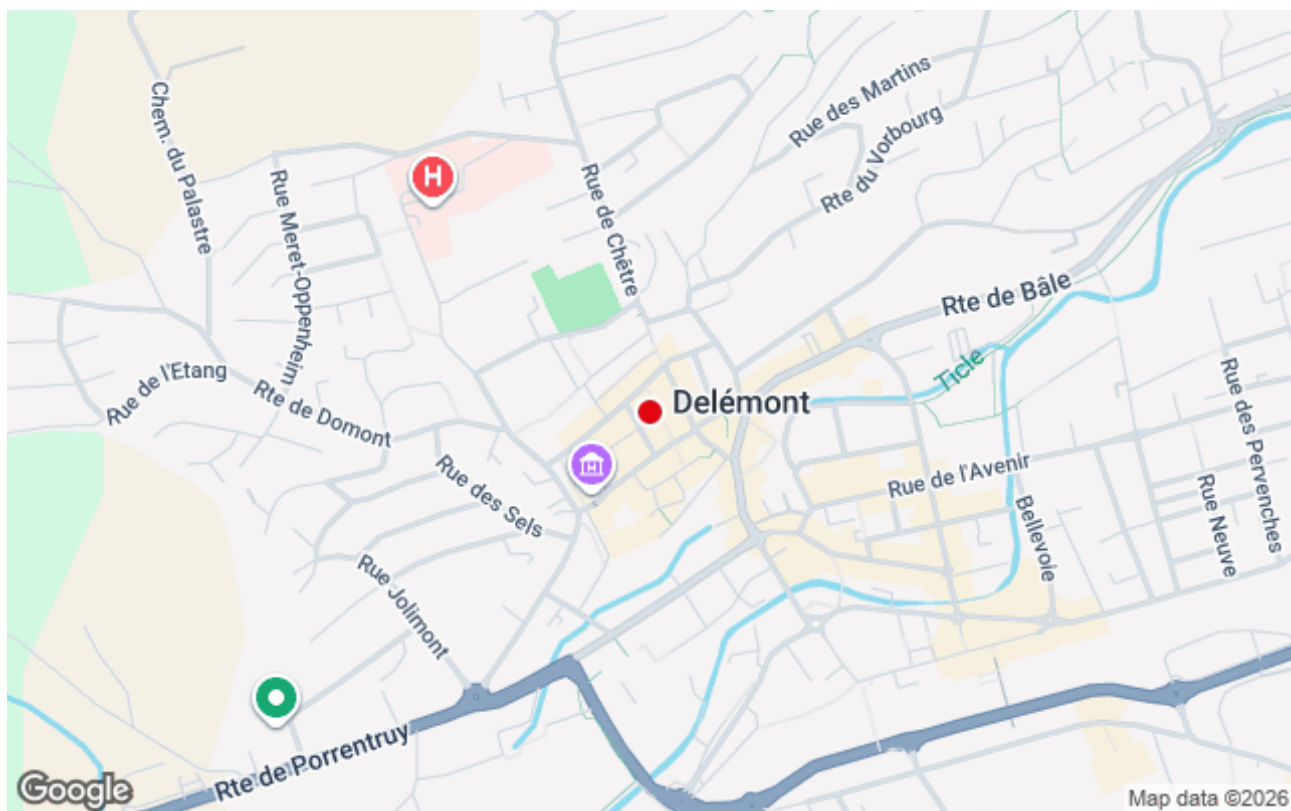 Rue des Martins
Chem. du Palastre
Rte du Vorbourg
H
Rue Meret-Oppenheim
Rue de Chêtre
Rte de Bâle
Rue de l'Etang
Ticle
Rte de Domont
Delémont
Rue des Pervenches
Rue de l'Avenir
Rue des Sels
Rue Neuve
Bellevoie
Rue Jolimont
Rte de Porrentruy
Google
Map data ©2026